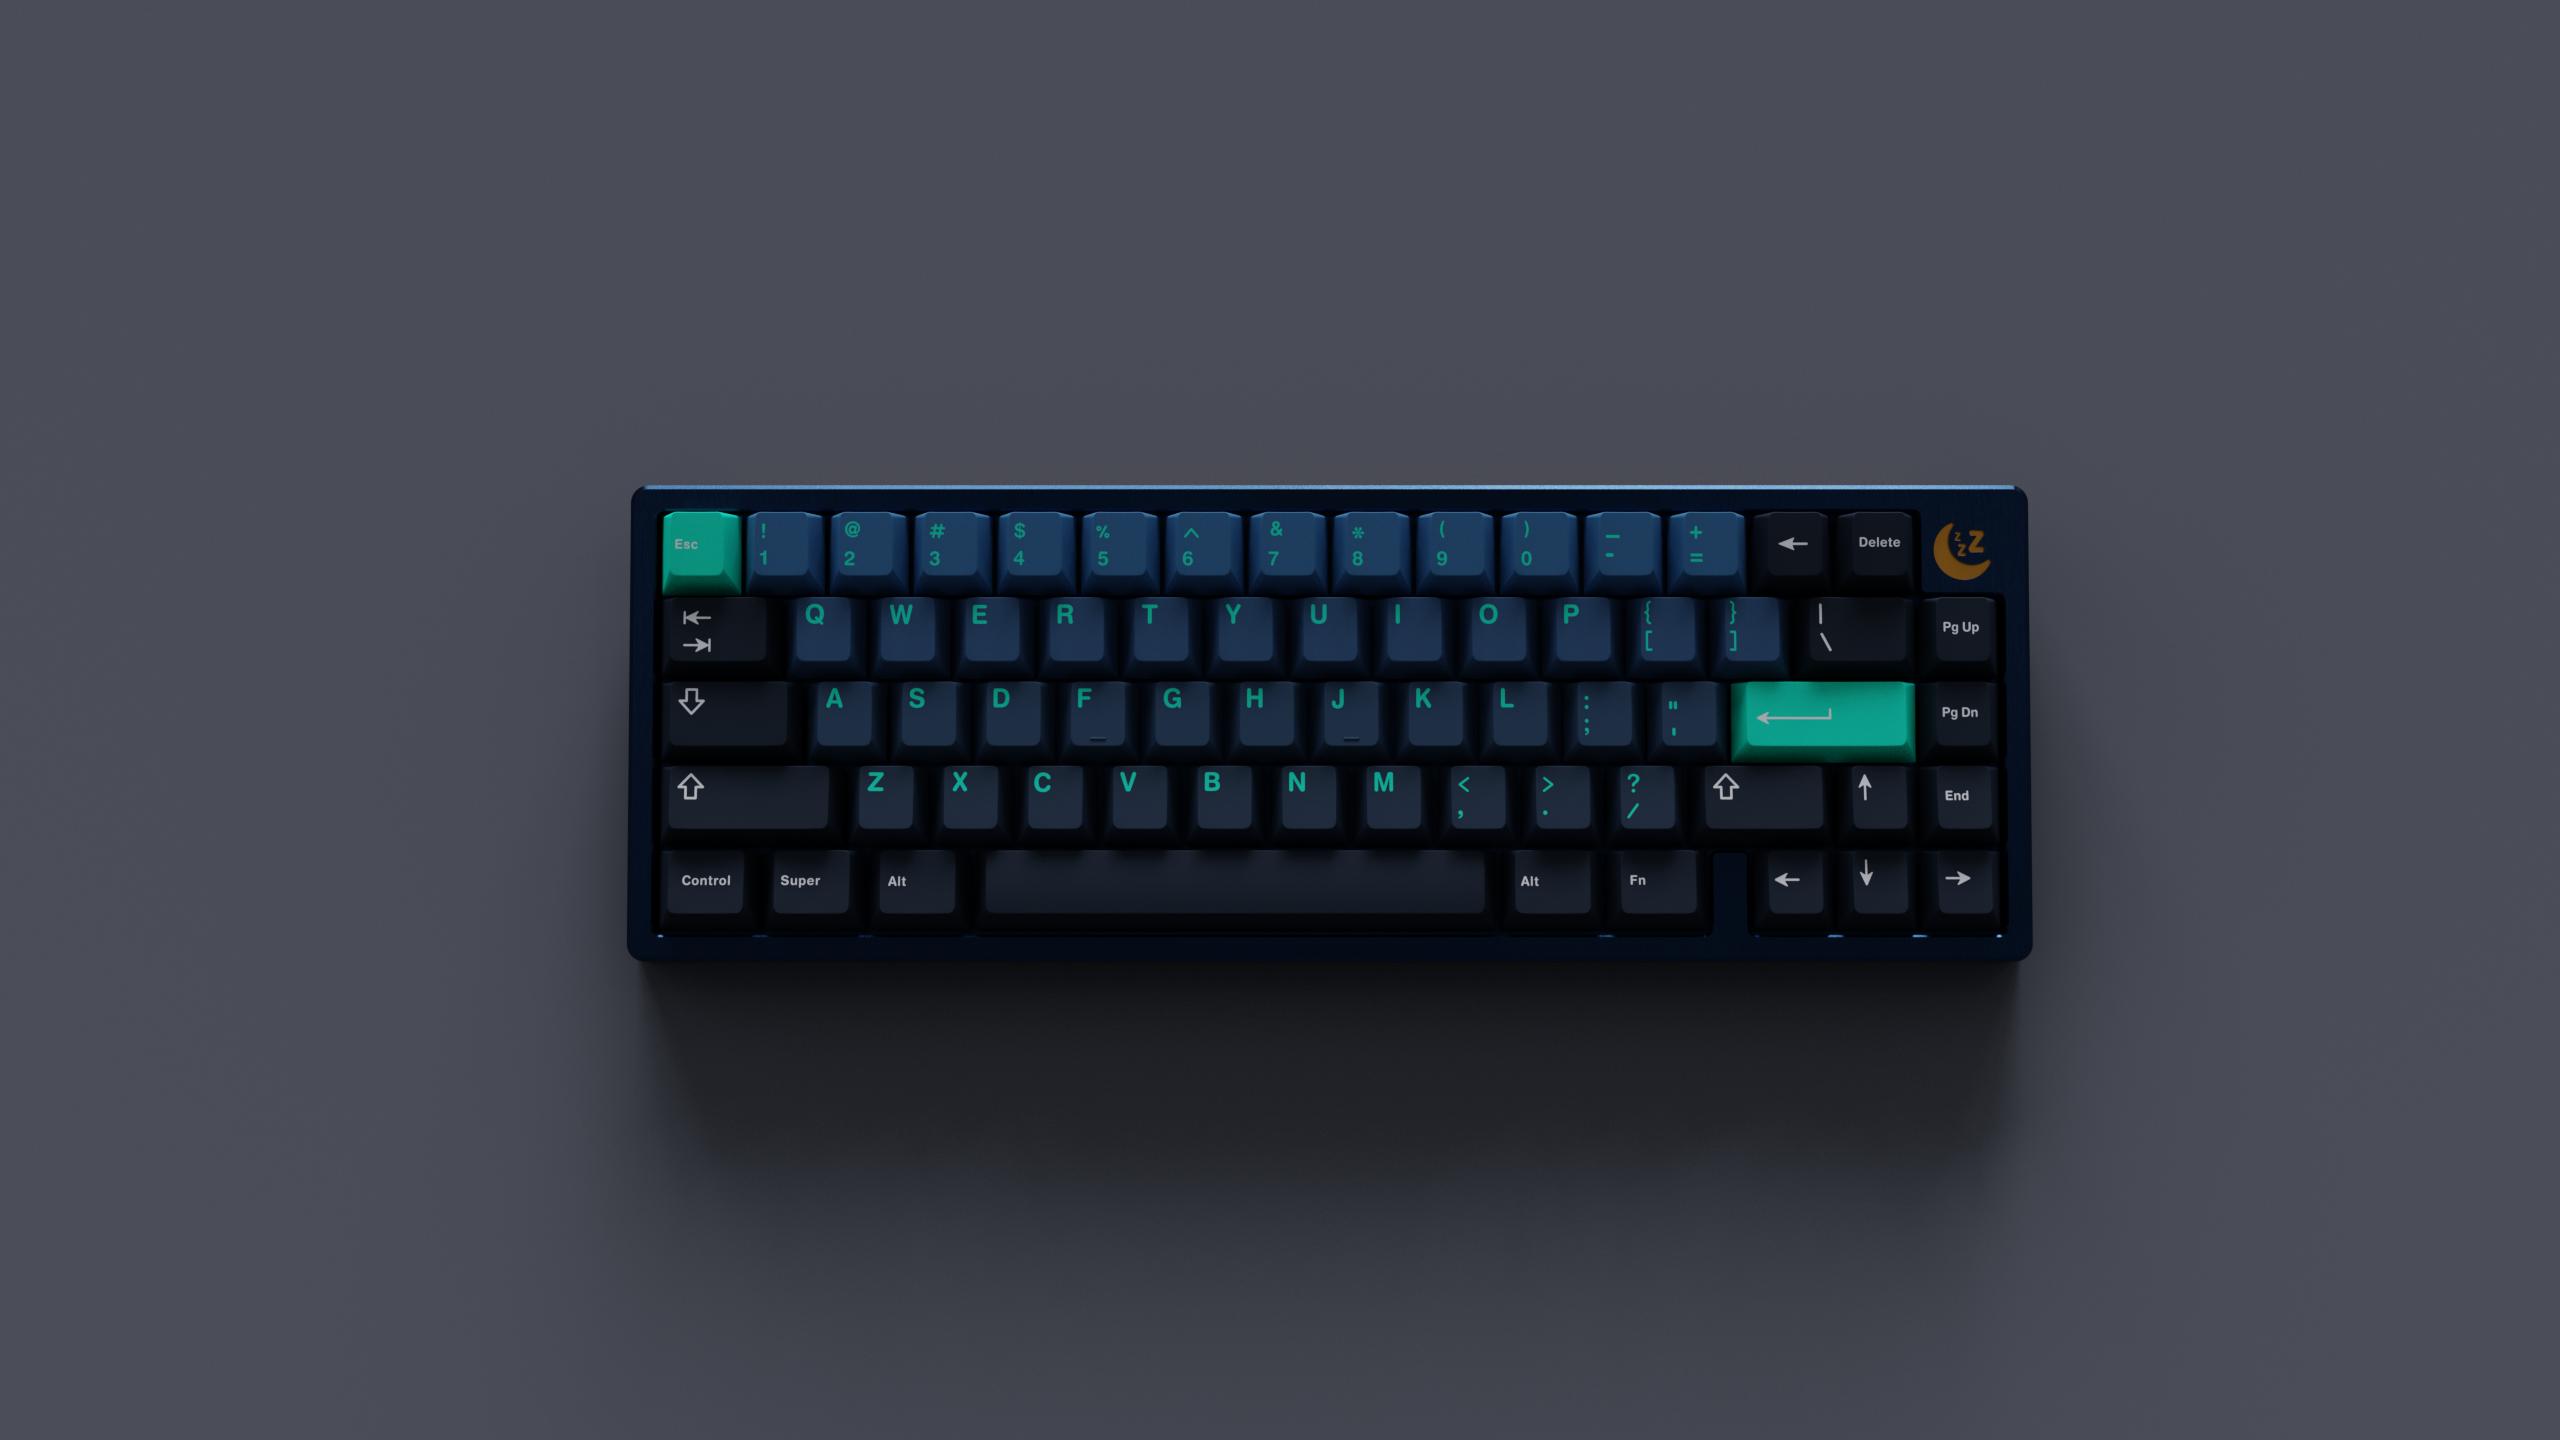 Esc ! @ # $ % ^ & * ( ) _ + ← Delete zzZ
1 2 3 4 5 6 7 8 9 0 - =
Q W E R T Y U I O P { } | Pg Up
[ ] \
A S D F G H J K L : " Pg Dn
; '
Z X C V B N M < > ? ↑ End
, . /
Control Super Alt Alt Fn ← ↓ →